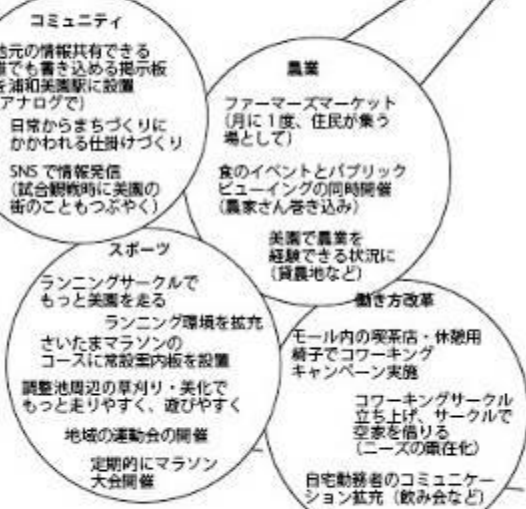 コミュニティ
地元の情報共有できる
誰でも書き込める掲示板
を浦和美園駅に設置
(アナログで)
日常からまちづくりに
かかわれる仕掛けづくり
SNSで情報発信
(試合観戦時に美園の
街のこともつぶやく)
農業
ファーマーズマーケット
(月に1度、住民が集う
場として)
食のイベントとパブリック
ビューイングの同時開催
(農家さん巻き込み)
美園で農業を
経験できる状況に
(貸農地など)
スポーツ
ランニングサークルで
もっと美園を走る
ランニング環境を拡充
さいたまマラソンの
コースに常設案内板を設置
調整池周辺の草刈り・美化で
もっと走りやすく、遊びやすく
地域の運動会の開催
定期的にマラソン
大会開催
働き方改革
モール内の喫茶店・休憩用
椅子でコワーキング
キャンペーン実施
コワーキングサークル
立ち上げ、サークルで
空家を借りる
(ニーズの顕在化)
自宅勤務者のコミュニケー
ション拡充(飲み会など)